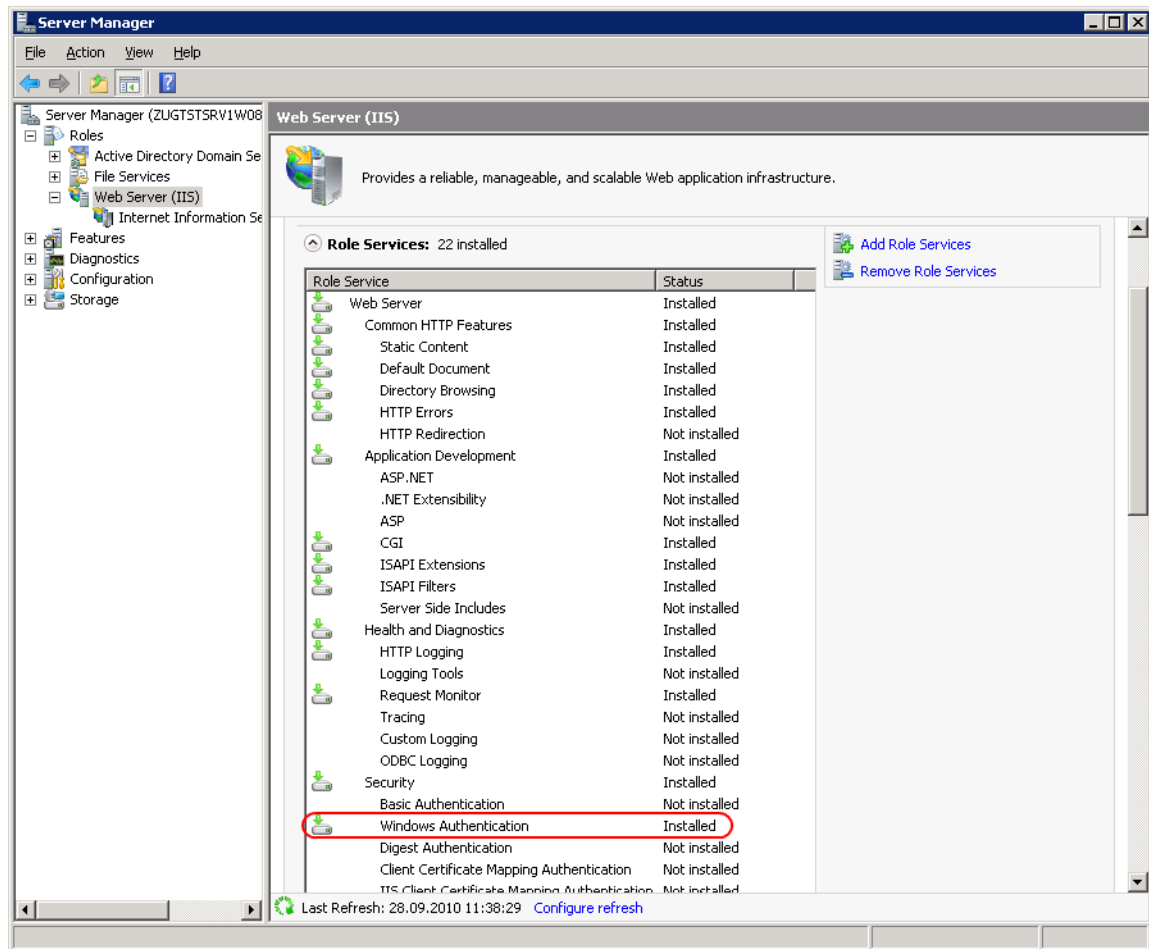 Server Manager
File Action View Help
Server Manager (ZUGTSTSRV1W08
Roles
Active Directory Domain Se
File Services
Web Server (IIS)
Internet Information Se
Features
Diagnostics
Configuration
Storage
Web Server (IIS)
Provides a reliable, manageable, and scalable Web application infrastructure.
Role Services: 22 installed
Add Role Services
Remove Role Services
Role Service Status
Web Server Installed
Common HTTP Features Installed
Static Content Installed
Default Document Installed
Directory Browsing Installed
HTTP Errors Installed
HTTP Redirection Not installed
Application Development Installed
ASP.NET Not installed
.NET Extensibility Not installed
ASP Not installed
CGI Installed
ISAPI Extensions Installed
ISAPI Filters Installed
Server Side Includes Not installed
Health and Diagnostics Installed
HTTP Logging Installed
Logging Tools Not installed
Request Monitor Installed
Tracing Not installed
Custom Logging Not installed
ODBC Logging Not installed
Security Installed
Basic Authentication Not installed
Windows Authentication Installed
Digest Authentication Not installed
Client Certificate Mapping Authentication Not installed
IIS Client Certificate Mapping Authentication Not installed
Last Refresh: 28.09.2010 11:38:29 Configure refresh